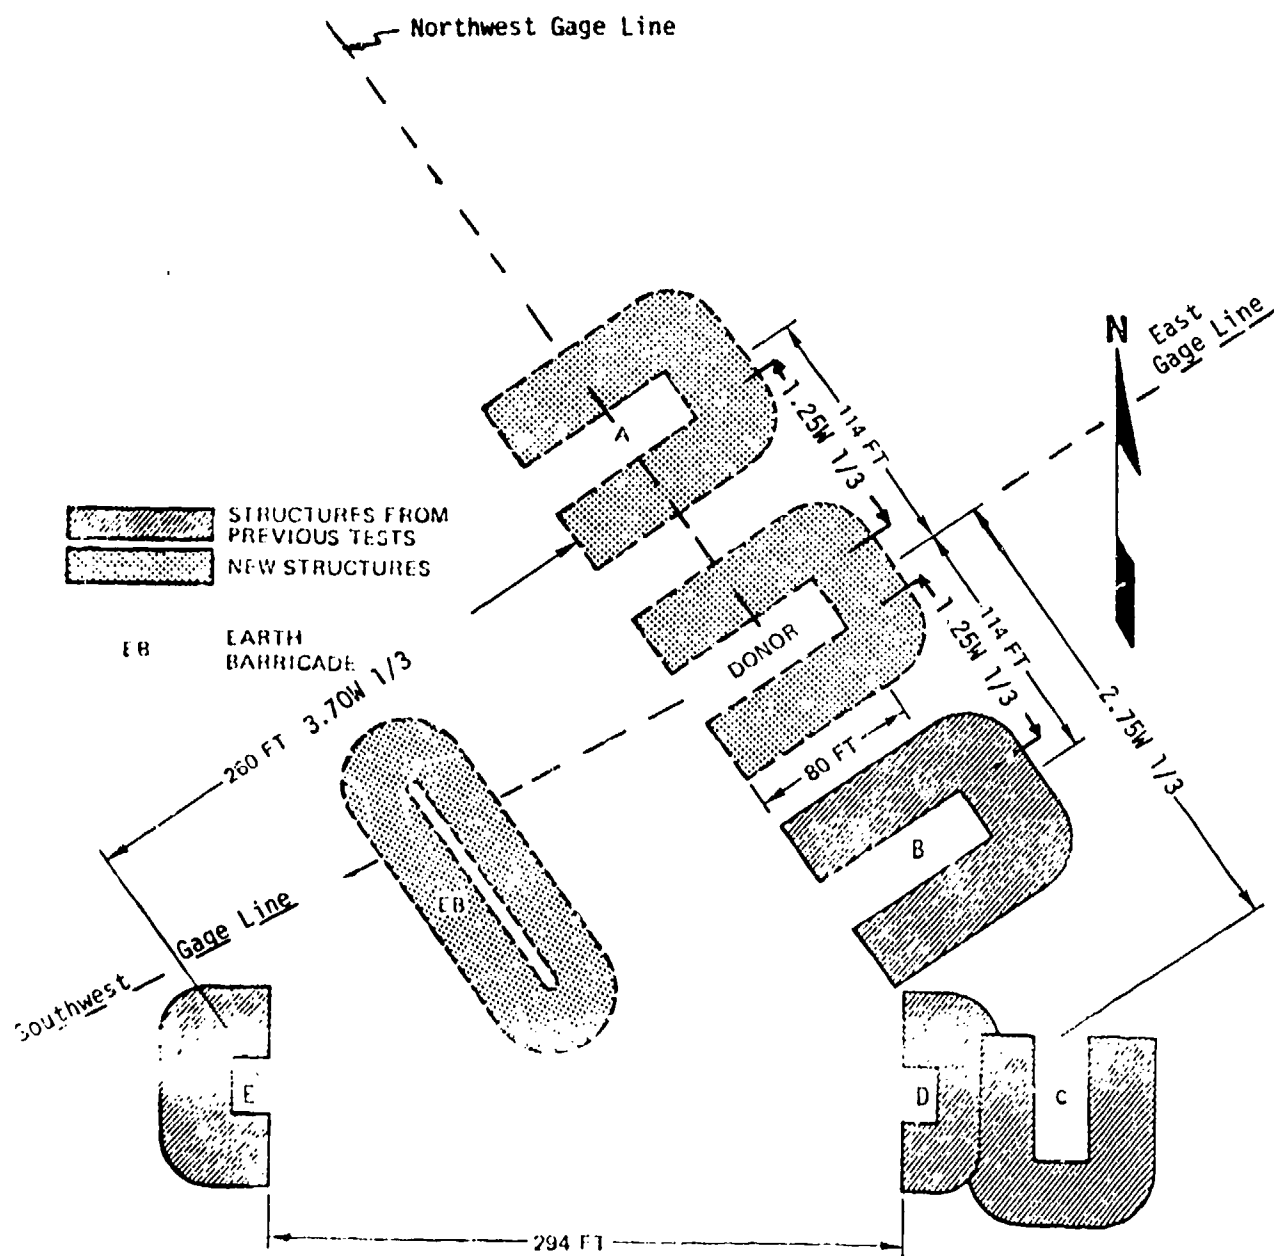 Northwest Gage Line
N
East
Gage Line
1.25W 1/3
114 FT
A
STRUCTURES FROM
PREVIOUS TESTS
NEW STRUCTURES
EB
EARTH
BARRICADE
DONOR
1.25W 1/3
114 FT
2.75W 1/3
260 FT 3.70W 1/3
80 FT
B
EB
Southwest Gage Line
E
D
C
294 FT